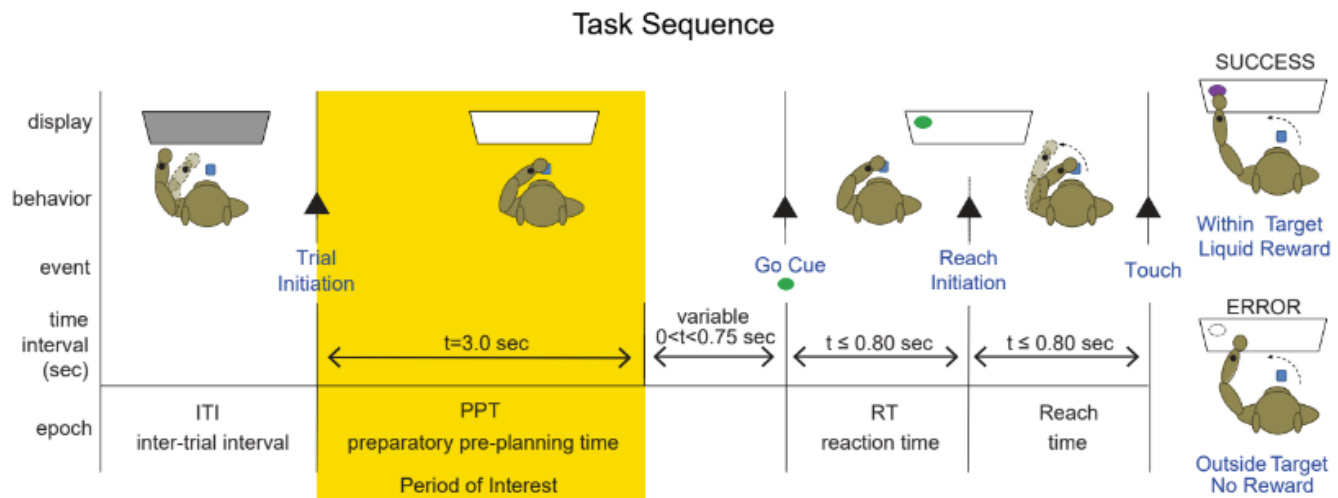 Task Sequence
SUCCESS
display
behavior
Within Target
Liquid Reward
event
Trial
Initiation
Go Cue
Reach
Initiation
Touch
ERROR
time
interval
(sec)
t=3.0 sec
variable
0<t<0.75 sec
t ≤ 0.80 sec
t ≤ 0.80 sec
epoch
ITI
inter-trial interval
PPT
preparatory pre-planning time
RT
reaction time
Reach
time
Outside Target
No Reward
Period of Interest